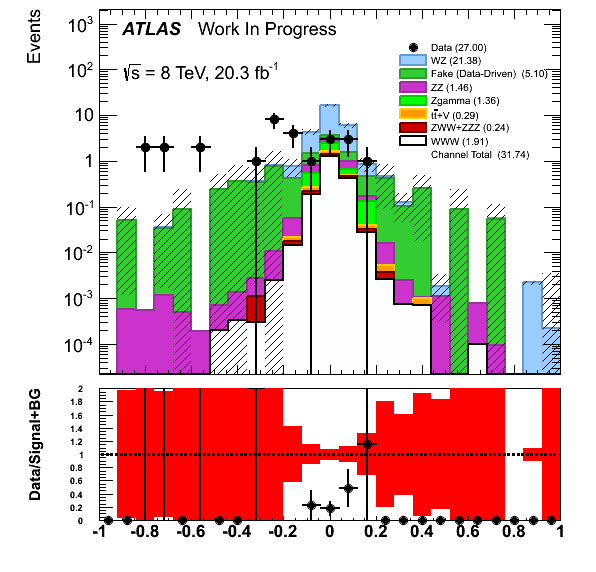 Events
10³
10²
10
1
10⁻¹
10⁻²
10⁻³
10⁻⁴
ATLAS Work In Progress
√s = 8 TeV, 20.3 fb⁻¹
Data (27.00)
WZ (21.38)
Fake (Data-Driven) (5.10)
ZZ (1.46)
Zgamma (1.36)
tt̄+V (0.29)
ZWW+ZZZ (0.24)
WWW (1.91)
Channel Total (31.74)
Data/Signal+BG
2
1.8
1.6
1.4
1.2
1
0.8
0.6
0.4
0.2
0
-1 -0.8 -0.6 -0.4 -0.2 0 0.2 0.4 0.6 0.8 1